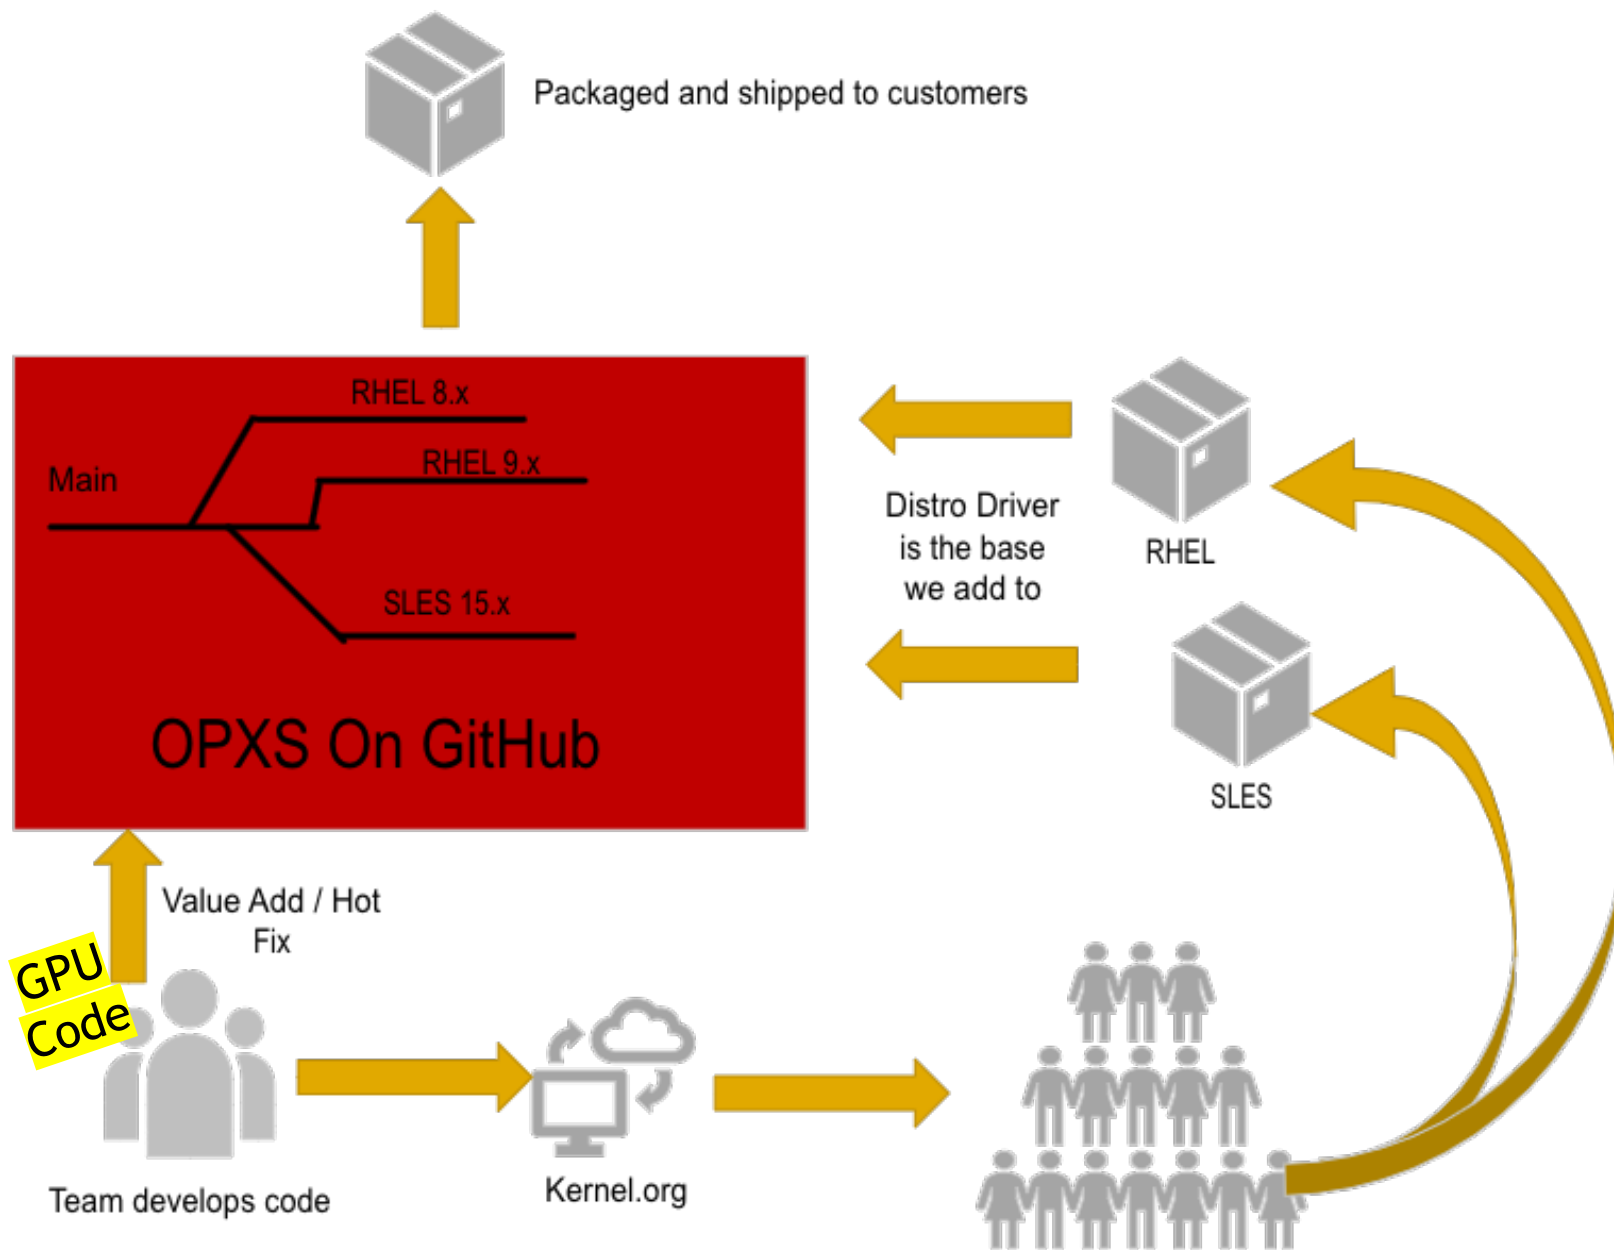 Packaged and shipped to customers
RHEL 8.x
RHEL 9.x
Main
SLES 15.x
OPXS On GitHub
Distro Driver
is the base
we add to
RHEL
SLES
Value Add / Hot
Fix
GPU
Code
Team develops code
Kernel.org